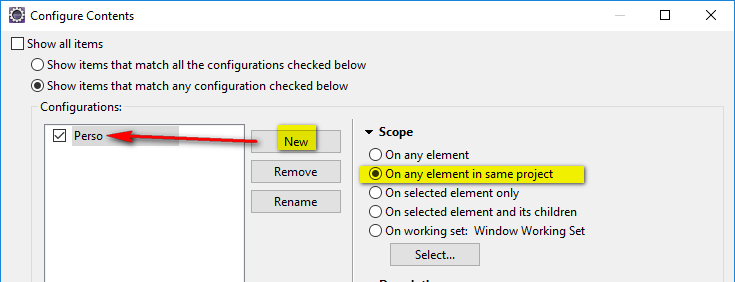 Configure Contents
Show all items
Show items that match all the configurations checked below
Show items that match any configuration checked below
Configurations:
Perso
New
Remove
Rename
Scope
On any element
On any element in same project
On selected element only
On selected element and its children
On working set: Window Working Set
Select...